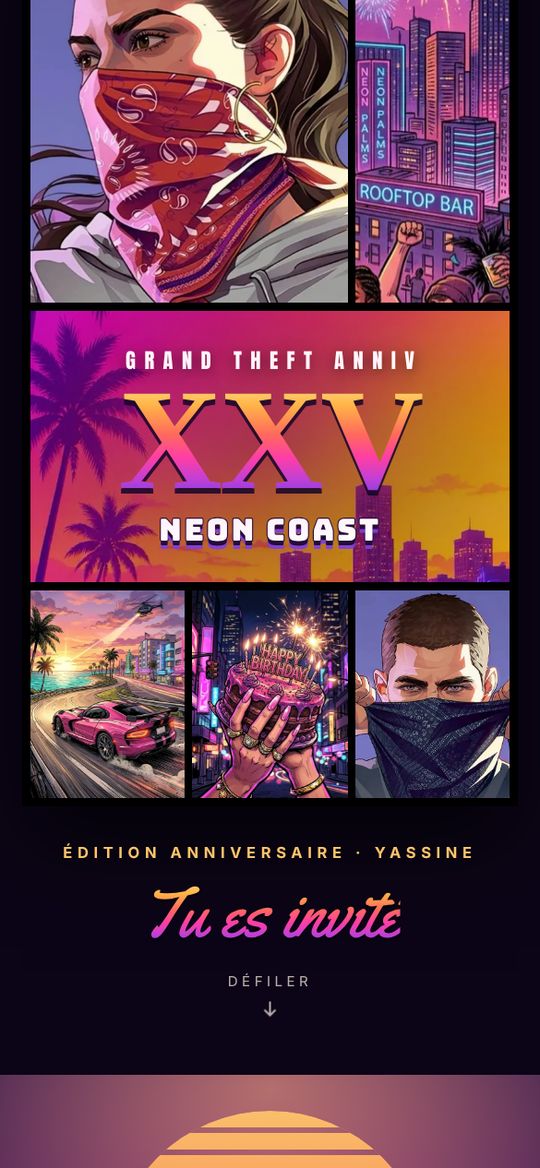 NEON PALMS
NEON PALMS
ROOFTOP BAR
GRAND THEFT ANNIV
XXV
NEON COAST
HAPPY
BIRTHDAY
ÉDITION ANNIVERSAIRE · YASSINE
Tu es invité
DÉFILER
↓